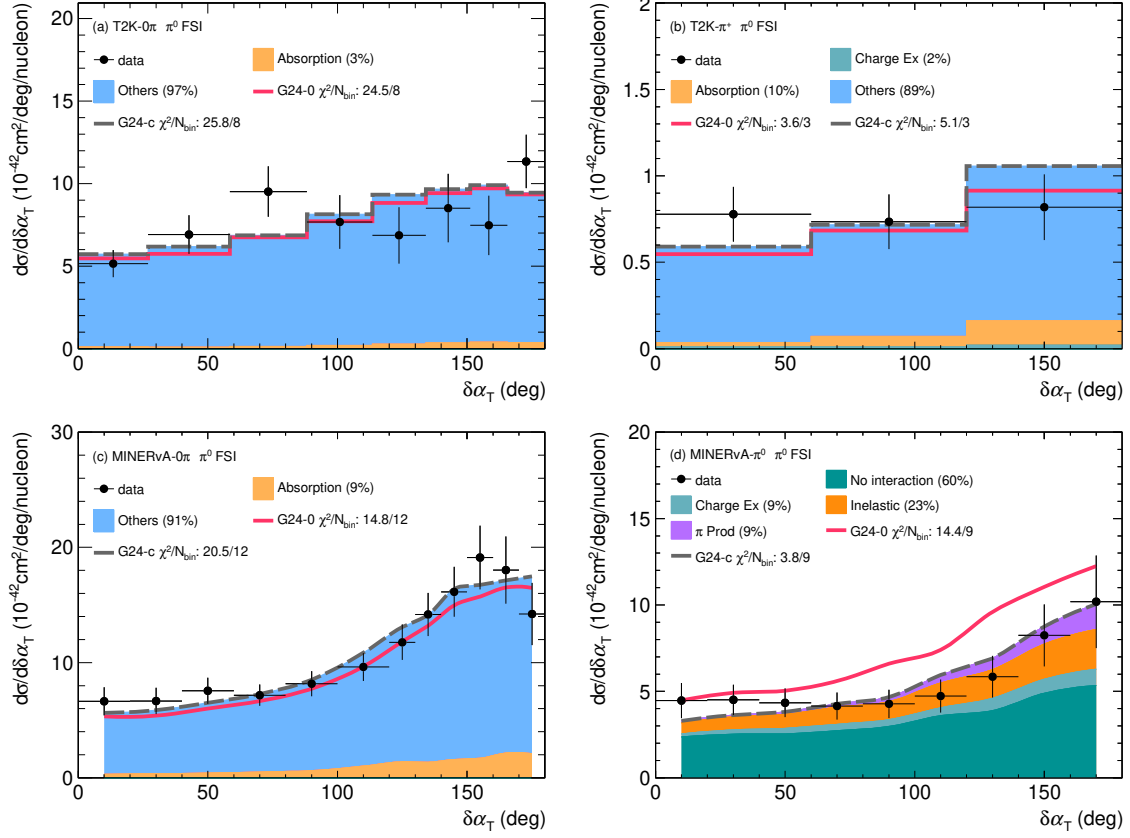 (a) T2K-0π π⁰ FSI
data
Absorption (3%)
Others (97%)
G24-0 χ²/N_bin: 24.5/8
G24-c χ²/N_bin: 25.8/8
dσ/dδα_T (10⁻⁴²cm²/deg/nucleon)
20
15
10
5
0
0 50 100 150
δα_T (deg)
(b) T2K-π⁺ π⁰ FSI
data
Charge Ex (2%)
Absorption (10%)
Others (89%)
G24-0 χ²/N_bin: 3.6/3
G24-c χ²/N_bin: 5.1/3
dσ/dδα_T (10⁻⁴²cm²/deg/nucleon)
2
1.5
1
0.5
0
0 50 100 150
δα_T (deg)
(c) MINERvA-0π π⁰ FSI
data
Absorption (9%)
Others (91%)
G24-0 χ²/N_bin: 14.8/12
G24-c χ²/N_bin: 20.5/12
dσ/dδα_T (10⁻⁴²cm²/deg/nucleon)
30
20
10
0
0 50 100 150
δα_T (deg)
(d) MINERvA-π⁰ π⁰ FSI
data
No interaction (60%)
Charge Ex (9%)
Inelastic (23%)
π Prod (9%)
G24-0 χ²/N_bin: 14.4/9
G24-c χ²/N_bin: 3.8/9
dσ/dδα_T (10⁻⁴²cm²/deg/nucleon)
20
15
10
5
0
0 50 100 150
δα_T (deg)